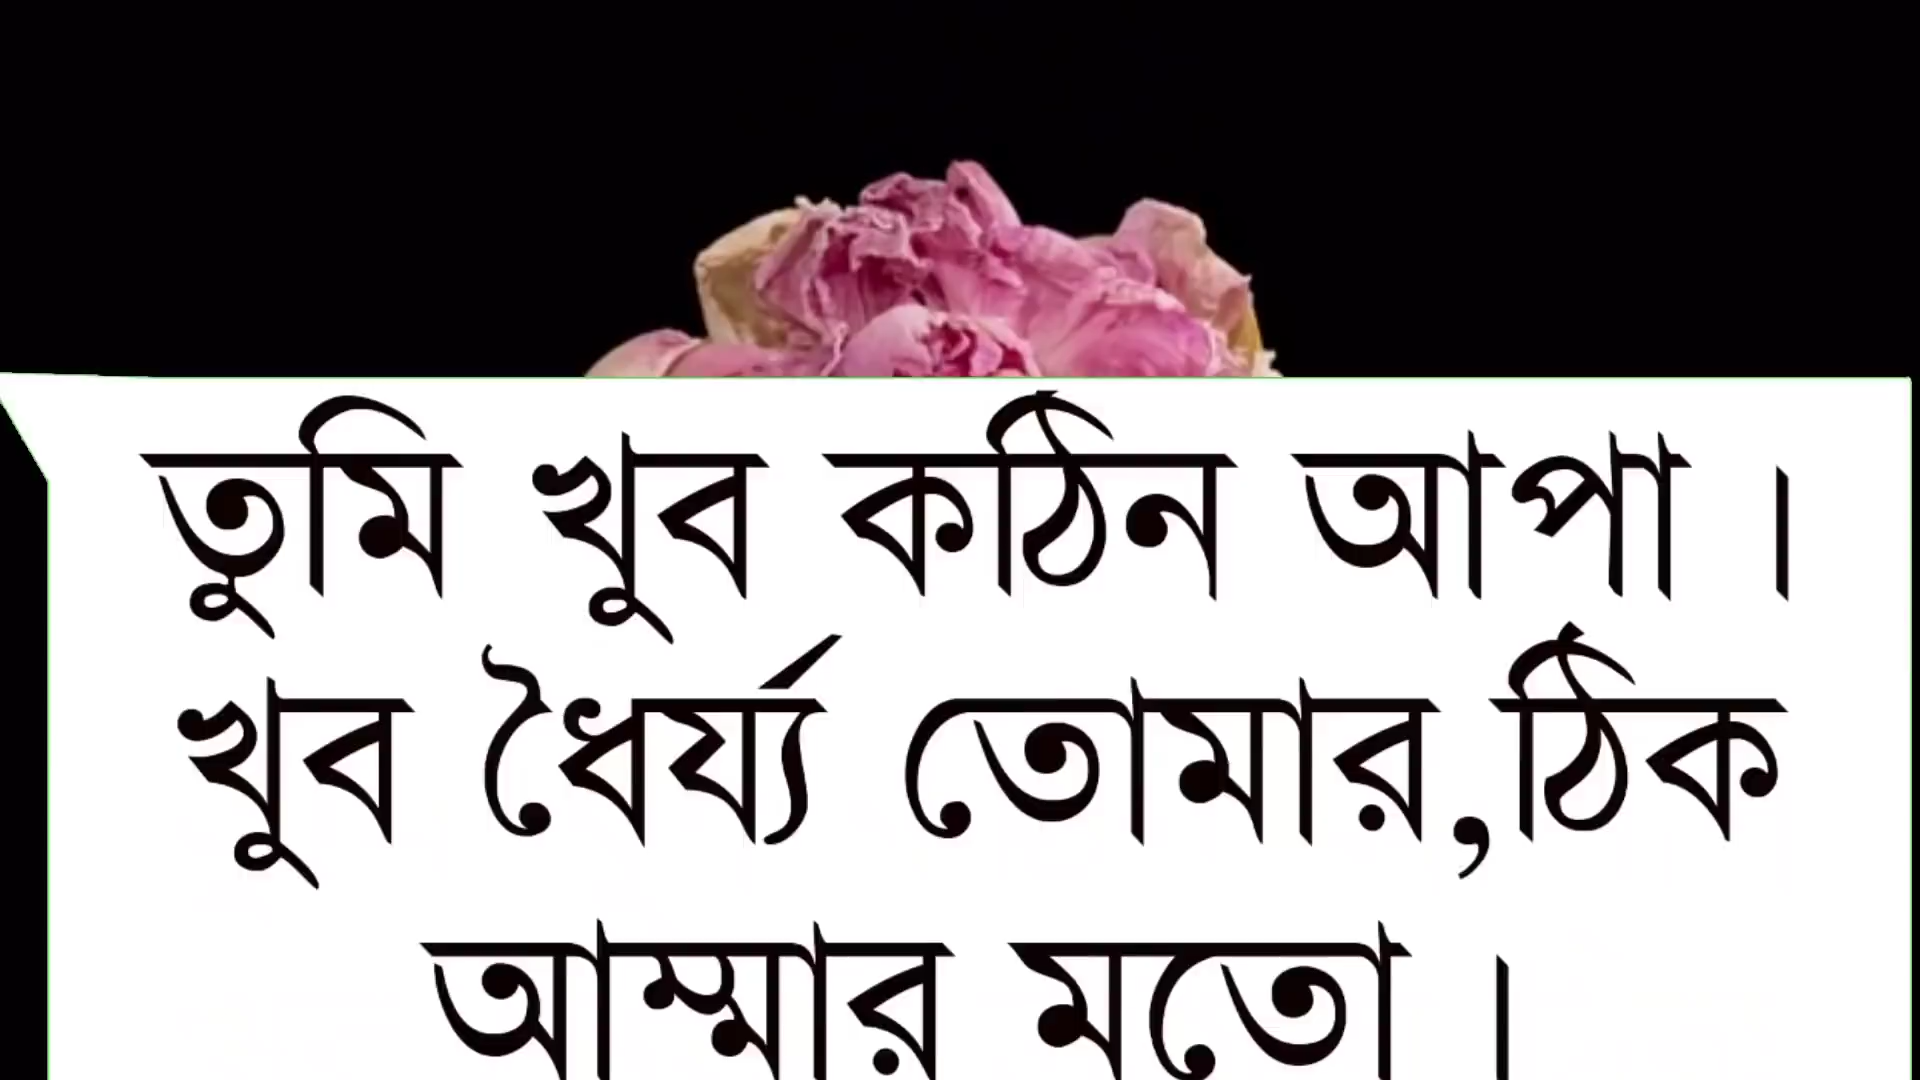 তুমি খুব কঠিন আপা ।
খুব ধৈর্য্য তোমার,ঠিক
আম্মার মতো ।